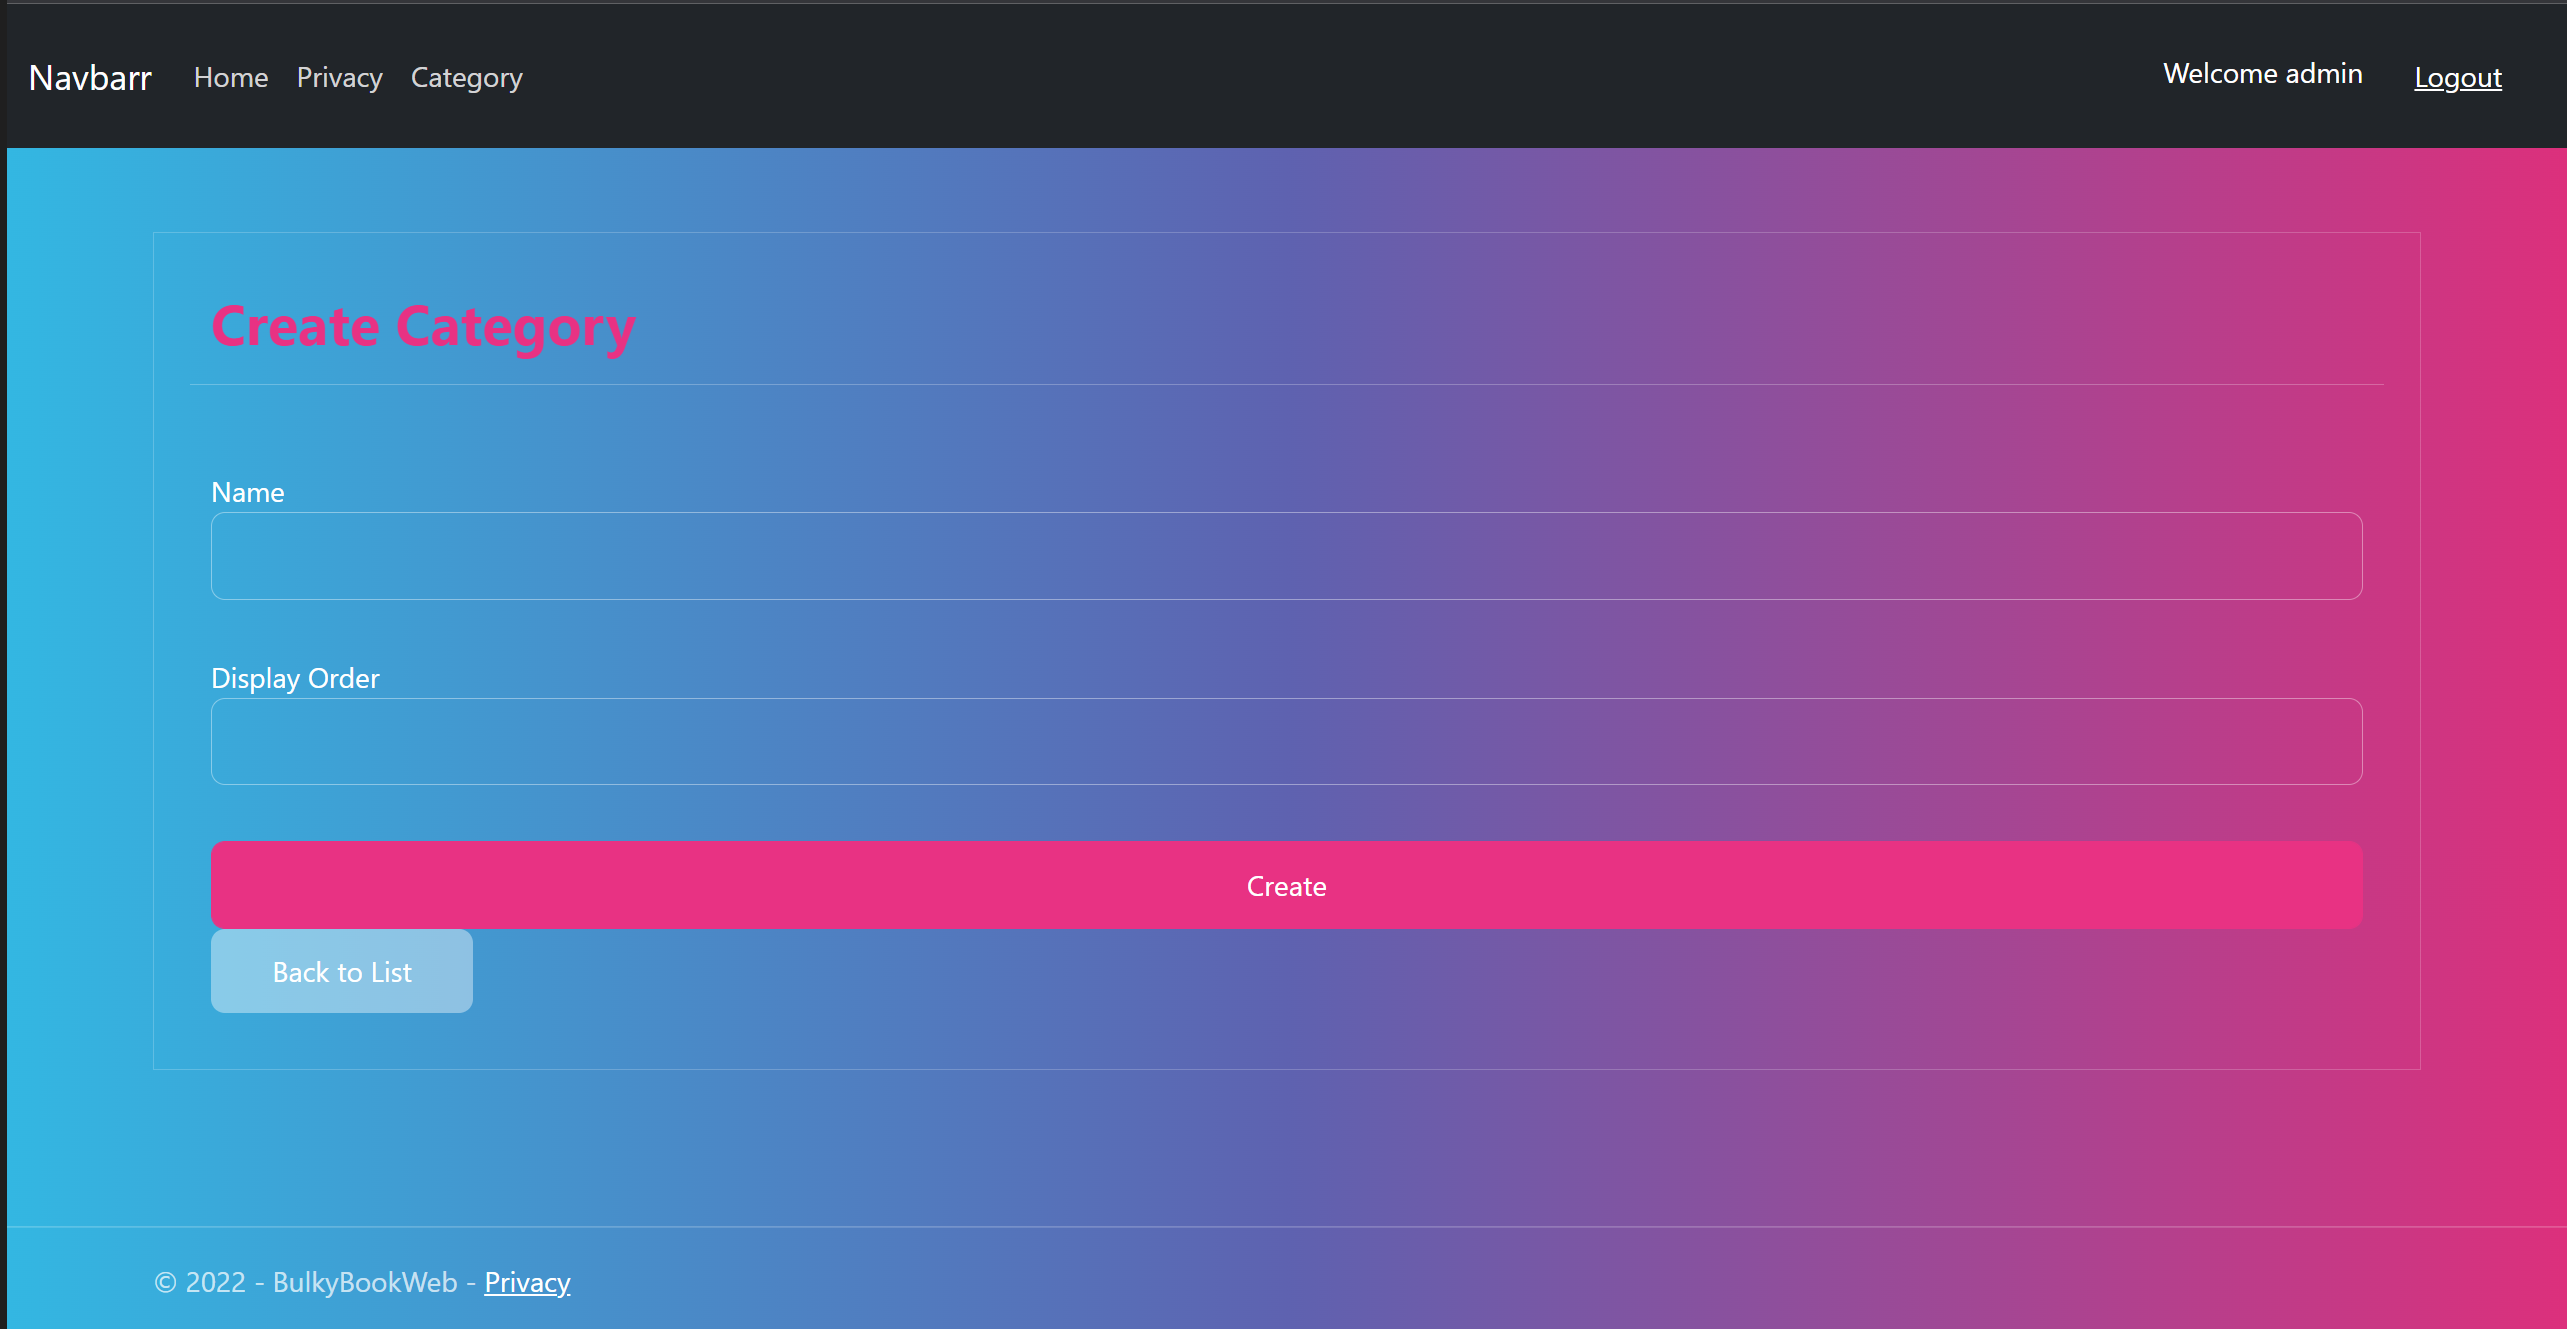 Navbarr Home Privacy Category Welcome admin Logout
Create Category
Name
Display Order
Create
Back to List
© 2022 - BulkyBookWeb - Privacy